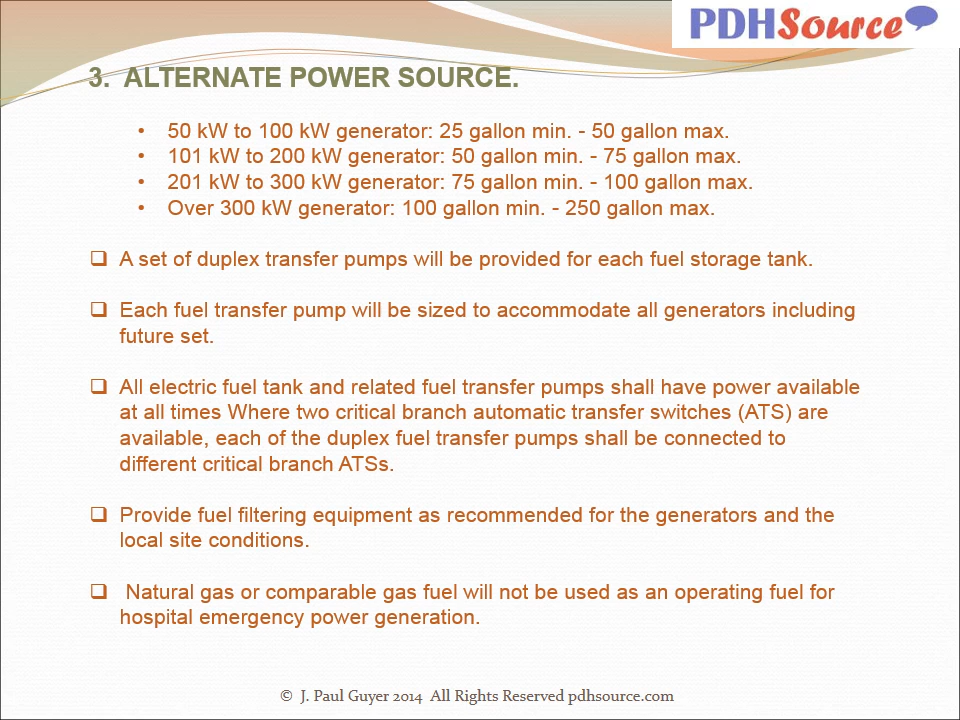 PDHSource
3. ALTERNATE POWER SOURCE.
• 50 kW to 100 kW generator: 25 gallon min. - 50 gallon max.
• 101 kW to 200 kW generator: 50 gallon min. - 75 gallon max.
• 201 kW to 300 kW generator: 75 gallon min. - 100 gallon max.
• Over 300 kW generator: 100 gallon min. - 250 gallon max.
❑ A set of duplex transfer pumps will be provided for each fuel storage tank.
❑ Each fuel transfer pump will be sized to accommodate all generators including
future set.
❑ All electric fuel tank and related fuel transfer pumps shall have power available
at all times Where two critical branch automatic transfer switches (ATS) are
available, each of the duplex fuel transfer pumps shall be connected to
different critical branch ATSs.
❑ Provide fuel filtering equipment as recommended for the generators and the
local site conditions.
❑ Natural gas or comparable gas fuel will not be used as an operating fuel for
hospital emergency power generation.
© J. Paul Guyer 2014 All Rights Reserved pdhsource.com